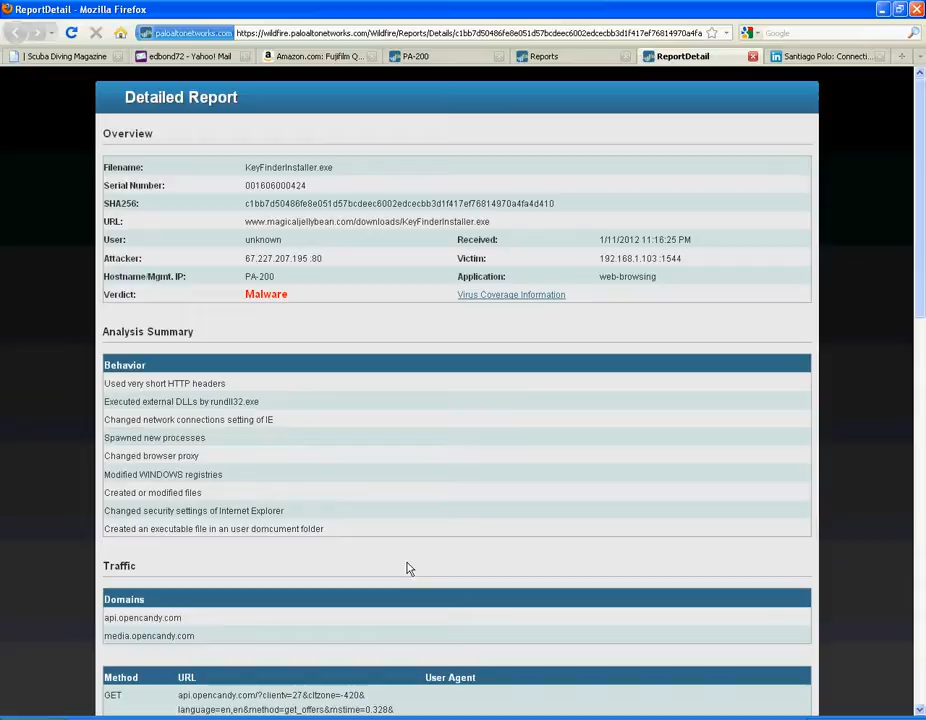 ReportDetail - Mozilla Firefox
paloaltonetworks.com https://wildfire.paloaltonetworks.com/Wildfire/Reports/Details/c1bb7d50486fe8e051d57bcdeec6002edcecbb3d1f417ef76814970a4fa
Google
| Scuba Diving Magazine
edbond72 - Yahoo! Mail
Amazon.com: Fujifilm Q...
PA-200
Reports
ReportDetail
Santiago Polo: Connecti...
Detailed Report
Overview
Filename: KeyFinderInstaller.exe
Serial Number: 001606000424
SHA256: c1bb7d50486fe8e051d57bcdeec6002edcecbb3d1f417ef76814970a4fa4d410
URL: www.magicaljellybean.com/downloads/KeyFinderInstaller.exe
User: unknown Received: 1/11/2012 11:16:25 PM
Attacker: 67.227.207.195 :80 Victim: 192.168.1.103 :1544
Hostname/Mgmt. IP: PA-200 Application: web-browsing
Verdict: Malware Virus Coverage Information
Analysis Summary
Behavior
Used very short HTTP headers
Executed external DLLs by rundll32.exe
Changed network connections setting of IE
Spawned new processes
Changed browser proxy
Modified WINDOWS registries
Created or modified files
Changed security settings of Internet Explorer
Created an executable file in an user domcument folder
Traffic
Domains
api.opencandy.com
media.opencandy.com
Method URL User Agent
GET api.opencandy.com/?clientv=27&cltzone=-420&
language=en,en&method=get_offers&mstime=0.328&